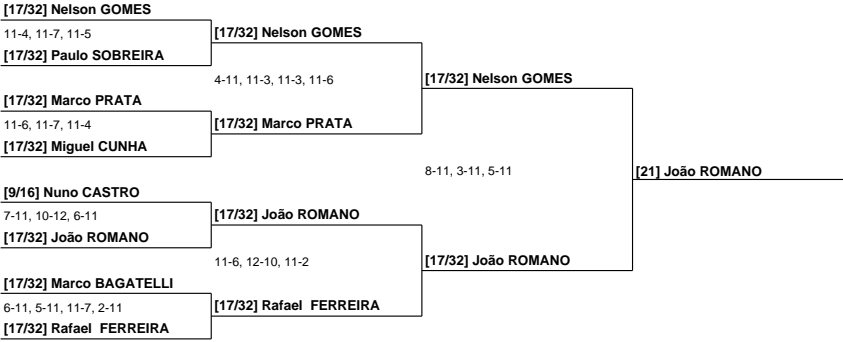 [17/32] Nelson GOMES
11-4, 11-7, 11-5
[17/32] Nelson GOMES
[17/32] Paulo SOBREIRA
4-11, 11-3, 11-3, 11-6
[17/32] Nelson GOMES
[17/32] Marco PRATA
11-6, 11-7, 11-4
[17/32] Marco PRATA
[17/32] Miguel CUNHA
8-11, 3-11, 5-11
[21] João ROMANO
[9/16] Nuno CASTRO
7-11, 10-12, 6-11
[17/32] João ROMANO
[17/32] João ROMANO
11-6, 12-10, 11-2
[17/32] João ROMANO
[17/32] Marco BAGATELLI
6-11, 5-11, 11-7, 2-11
[17/32] Rafael  FERREIRA
[17/32] Rafael  FERREIRA